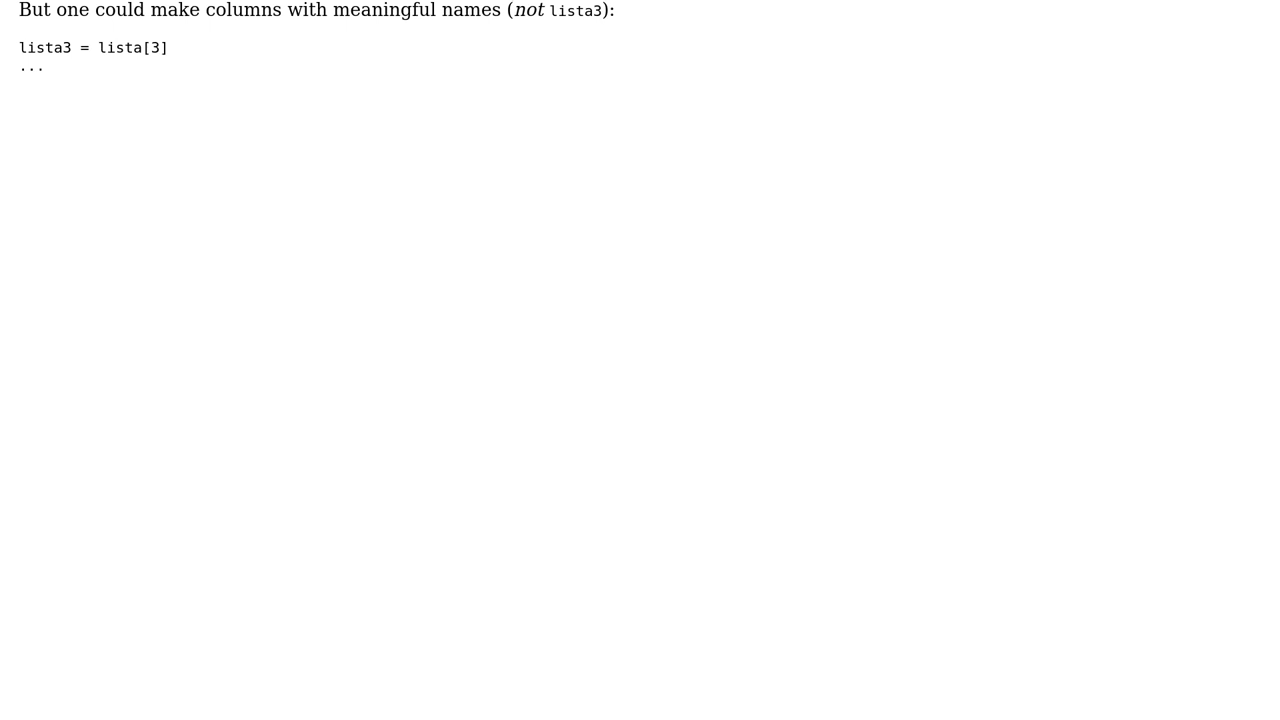 But one could make columns with meaningful names (not lista3):
lista3 = lista[3]
...